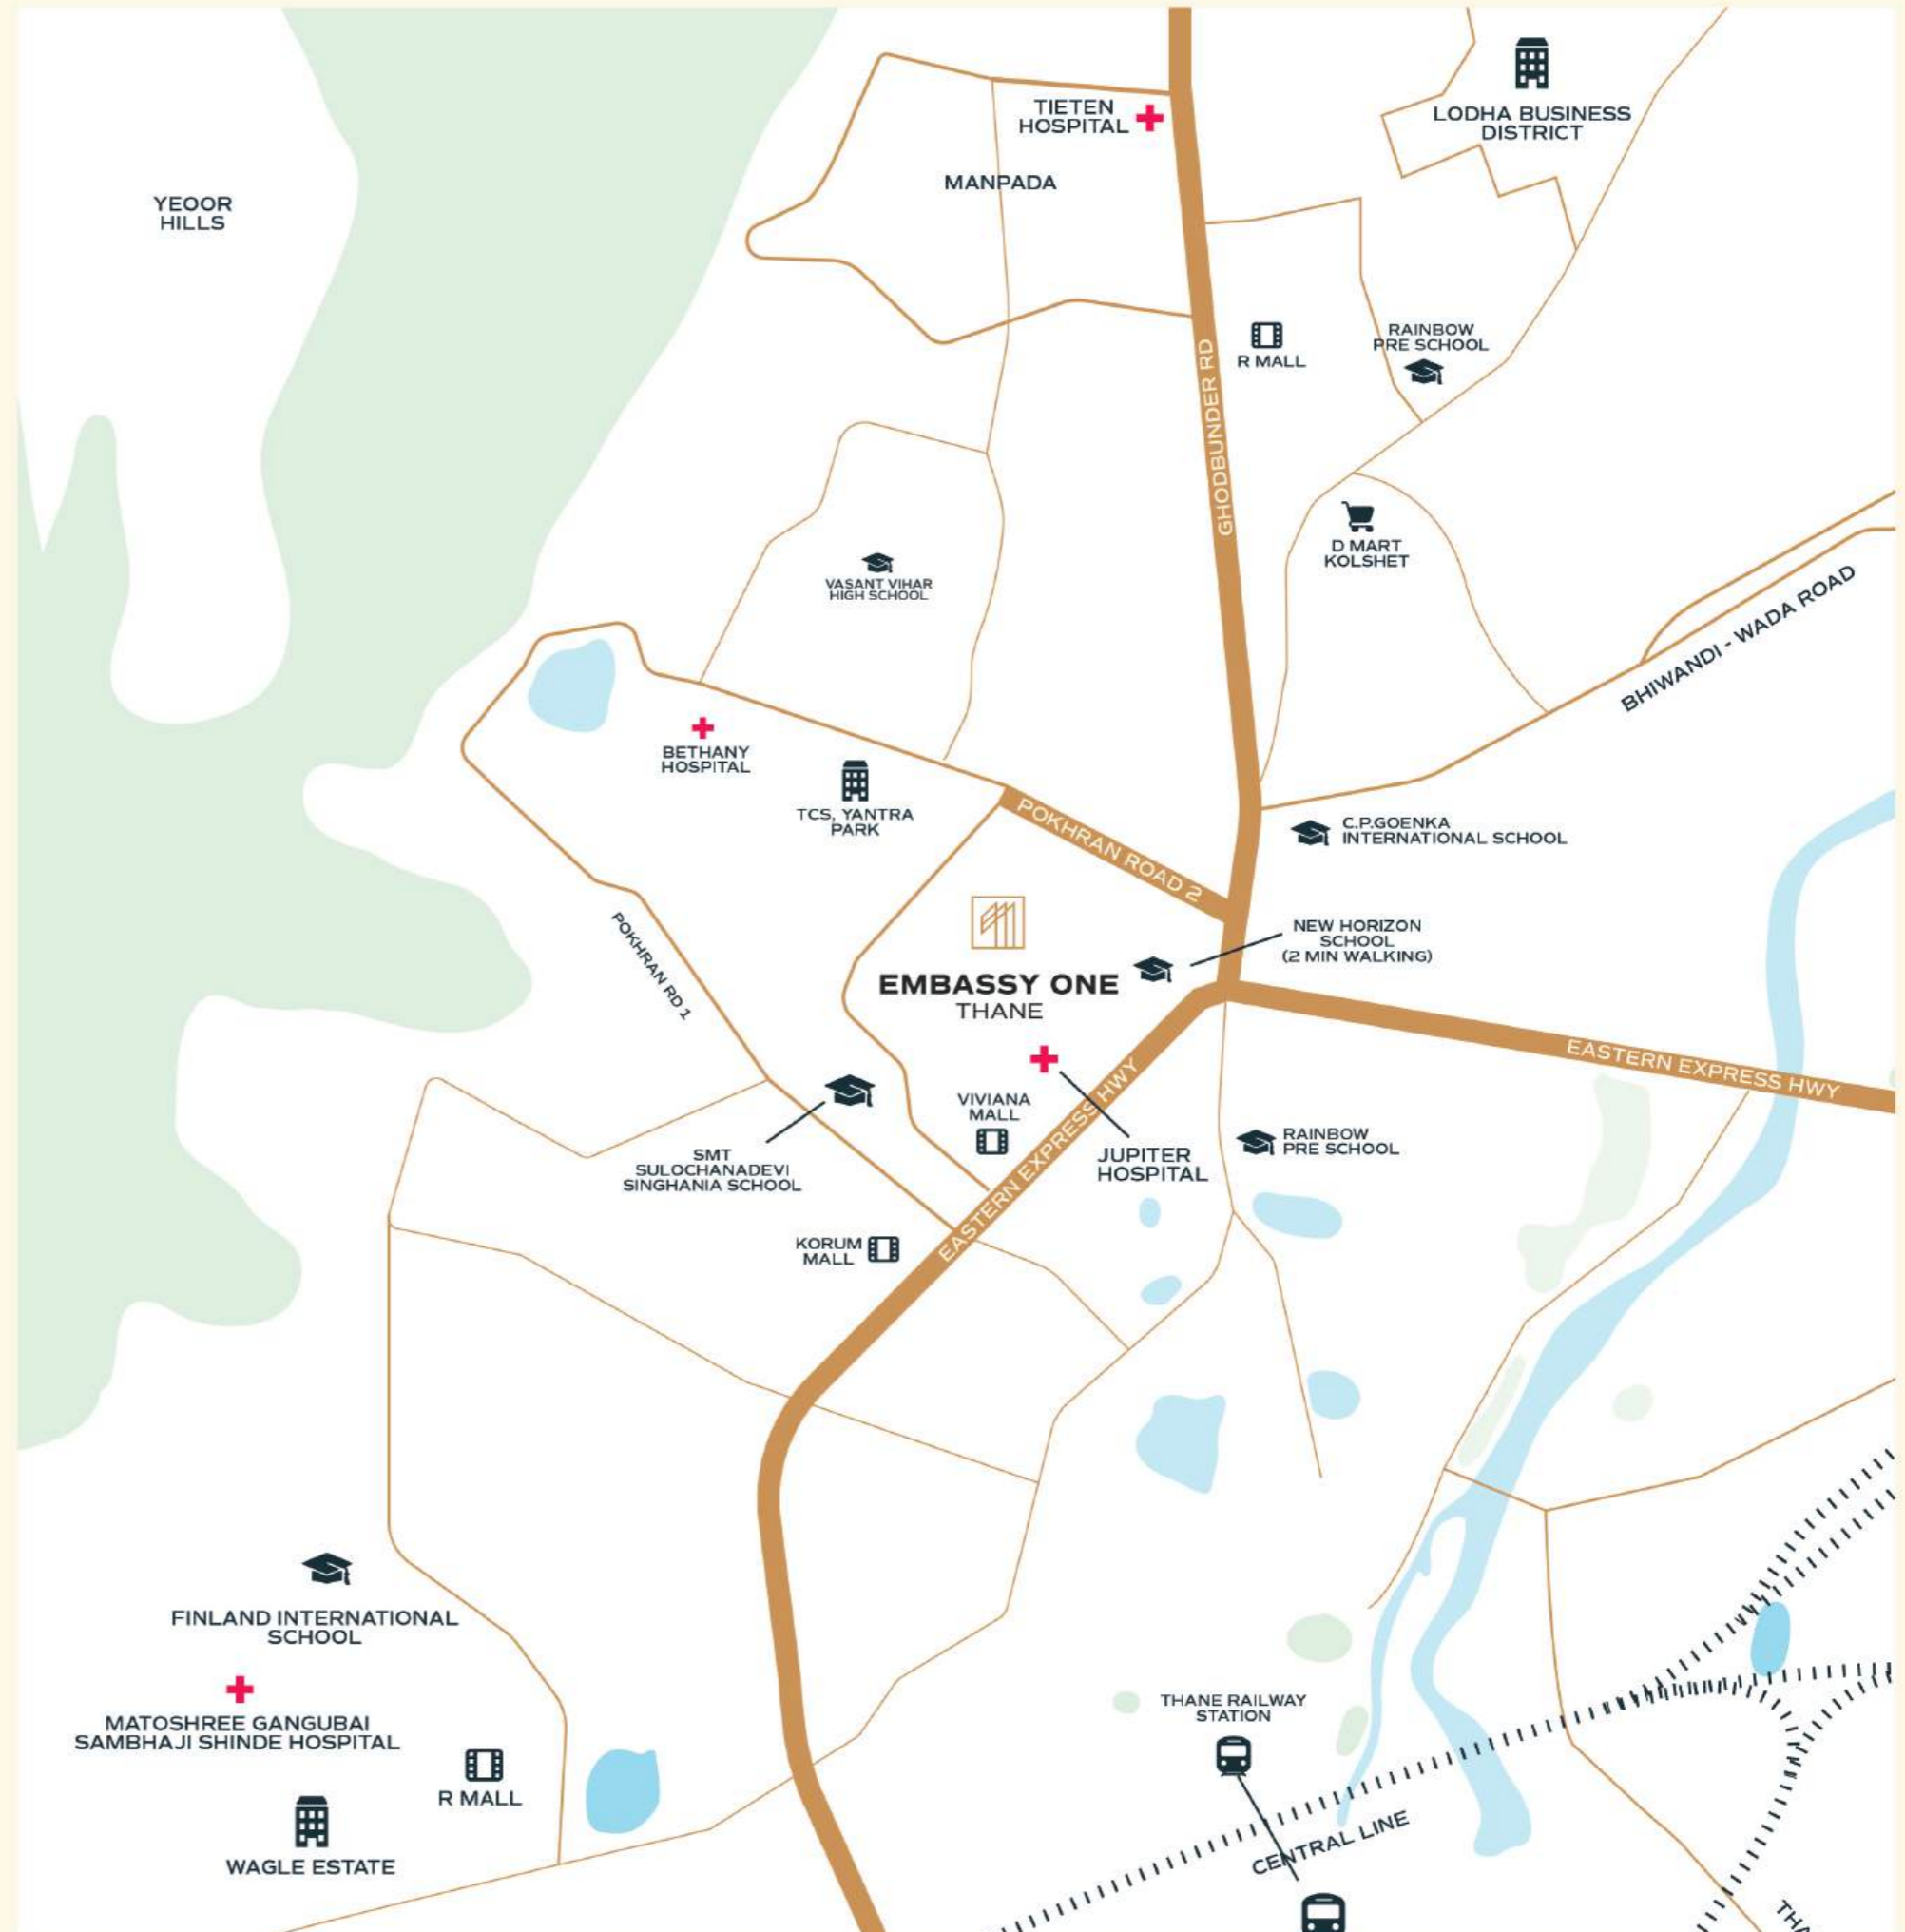 TIETEN
HOSPITAL
LODHA BUSINESS
DISTRICT
MANPADA
YEOOR
HILLS
R MALL
RAINBOW
PRE SCHOOL
GHODBUNDER RD
D MART
KOLSHET
VASANT VIHAR
HIGH SCHOOL
BHIWANDI - WADA ROAD
BETHANY
HOSPITAL
TCS, YANTRA
PARK
POKHRAN ROAD 2
C.P.GOENKA
INTERNATIONAL SCHOOL
POKHRAN RD 1
NEW HORIZON
SCHOOL
(2 MIN WALKING)
EMBASSY ONE
THANE
EASTERN EXPRESS HWY
EASTERN EXPRESS HWY
VIVIANA
MALL
SMT
SULOCHANADEVI
SINGHANIA SCHOOL
JUPITER
HOSPITAL
RAINBOW
PRE SCHOOL
KORUM
MALL
FINLAND INTERNATIONAL
SCHOOL
MATOSHREE GANGUBAI
SAMBHAJI SHINDE HOSPITAL
R MALL
WAGLE ESTATE
THANE RAILWAY
STATION
CENTRAL LINE